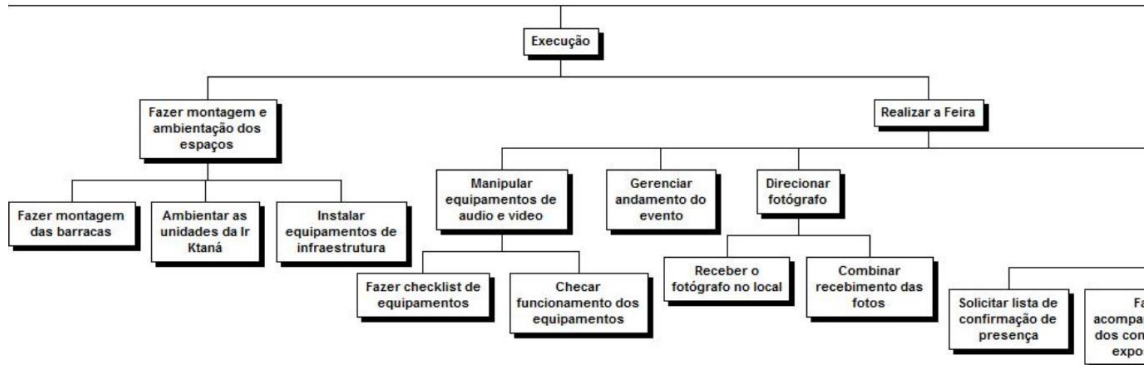 Execução
Fazer montagem e
ambientação dos
espaços
Realizar a Feira
Fazer montagem
das barracas
Ambientar as
unidades da Ir
Ktaná
Instalar
equipamentos de
infraestrutura
Manipular
equipamentos de
audio e video
Gerenciar
andamento do
evento
Direcionar
fotógrafo
Fazer checklist de
equipamentos
Checar
funcionamento dos
equipamentos
Receber o
fotógrafo no local
Combinar
recebimento das
fotos
Solicitar lista de
confirmação de
presença
dos